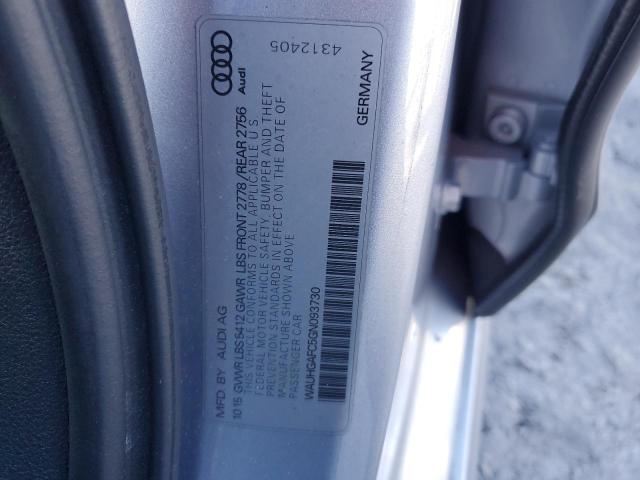 MFD. BY AUDI AG
10 15 GVWR LBS 5412 GAWR LBS FRONT 2778 / REAR 2756
THIS VEHICLE CONFORMS TO ALL APPLICABLE U S
FEDERAL MOTOR VEHICLE SAFETY, BUMPER AND THEFT
PREVENTION STANDARDS IN EFFECT ON THE DATE OF
MANUFACTURE SHOWN ABOVE
PASSENGER CAR
WAUHGAFC5GN093730
GERMANY
Audi
4312405